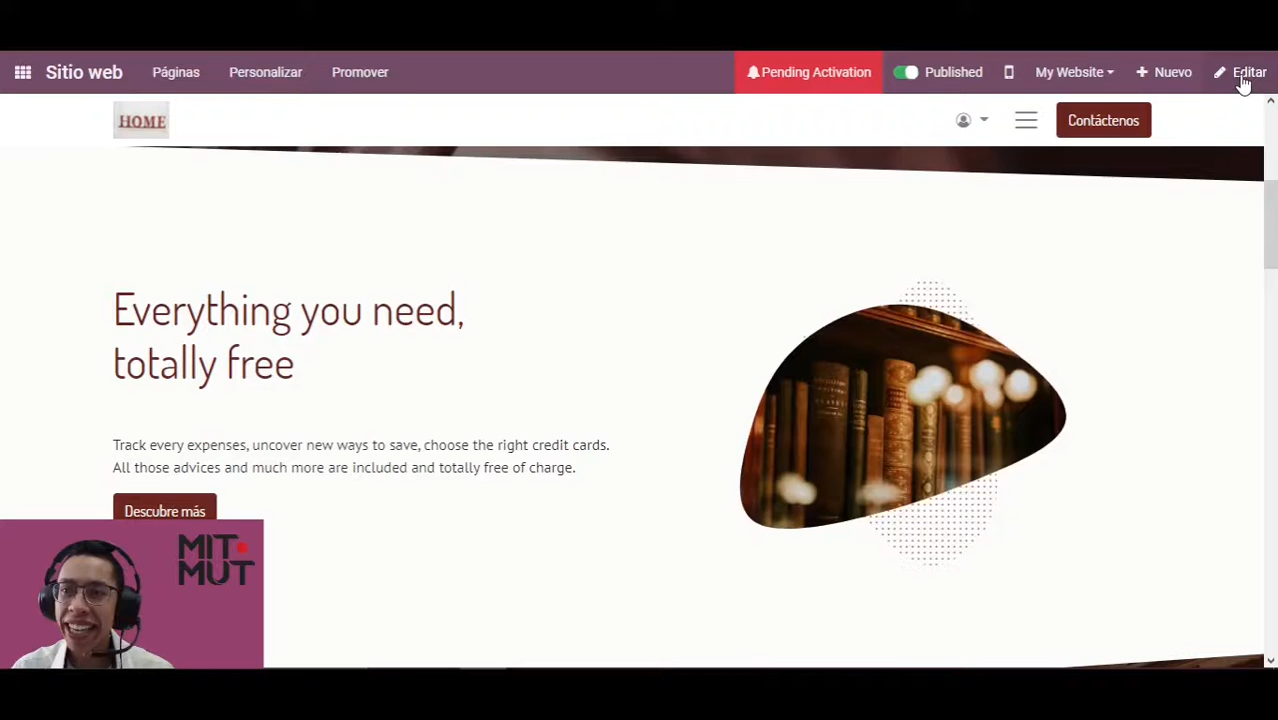 Sitio web Páginas Personalizar Promover Pending Activation Published My Website Nuevo Editar
HOME Contáctenos
Everything you need,
totally free
Track every expenses, uncover new ways to save, choose the right credit cards.
All those advices and much more are included and totally free of charge.
Descubre más
MIT
MUT